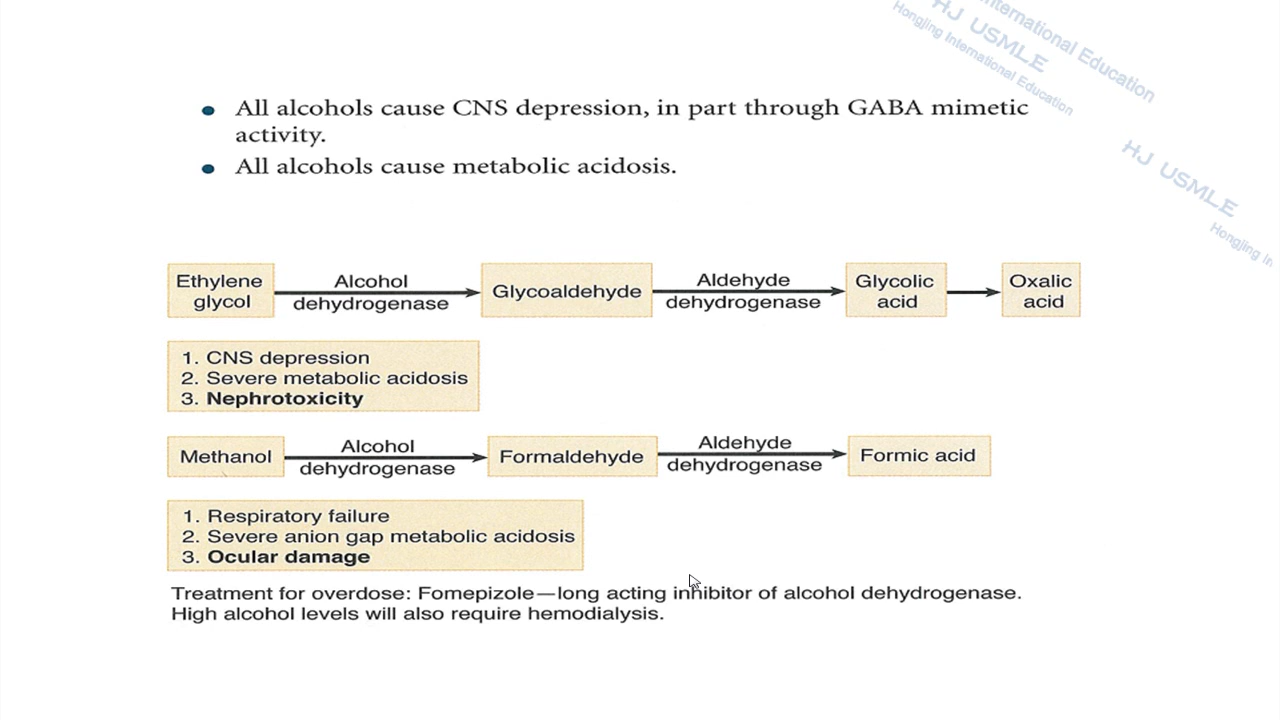 International Education
HJ USMLE
Hongjing International Education
● All alcohols cause CNS depression, in part through GABA mimetic
activity.
● All alcohols cause metabolic acidosis.
HJ USMLE
Hongjing In
Ethylene
glycol
Alcohol
dehydrogenase
Glycoaldehyde
Aldehyde
dehydrogenase
Glycolic
acid
Oxalic
acid
1. CNS depression
2. Severe metabolic acidosis
3. Nephrotoxicity
Methanol
Alcohol
dehydrogenase
Formaldehyde
Aldehyde
dehydrogenase
Formic acid
1. Respiratory failure
2. Severe anion gap metabolic acidosis
3. Ocular damage
Treatment for overdose: Fomepizole—long acting inhibitor of alcohol dehydrogenase.
High alcohol levels will also require hemodialysis.